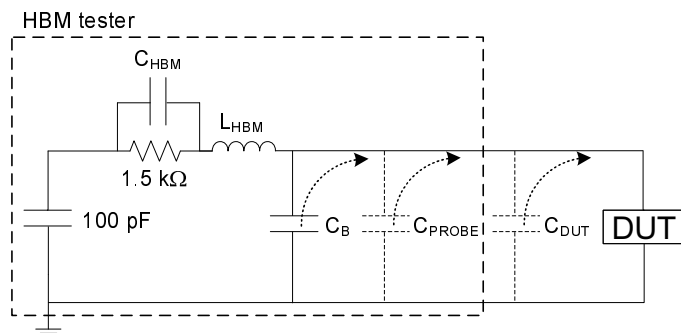 HBM tester
C_HBM
L_HBM
1.5 kΩ
100 pF
C_B
C_PROBE
C_DUT
DUT